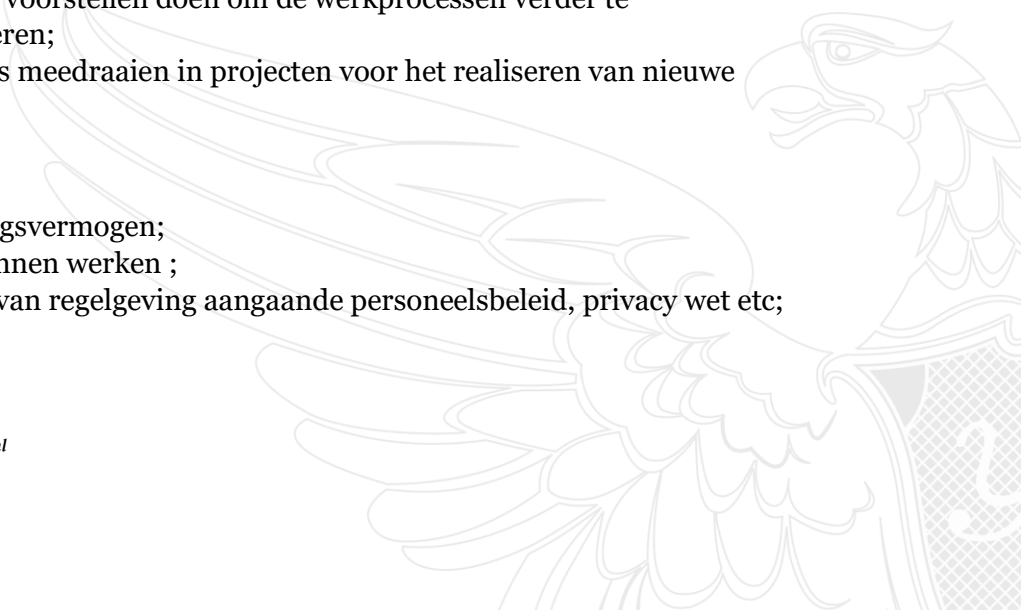 voorstellen doen om de werkprocessen verder te
eren;
s meedraaien in projecten voor het realiseren van nieuwe
gsvermogen;
nnen werken ;
van regelgeving aangaande personeelsbeleid, privacy wet etc;
nl